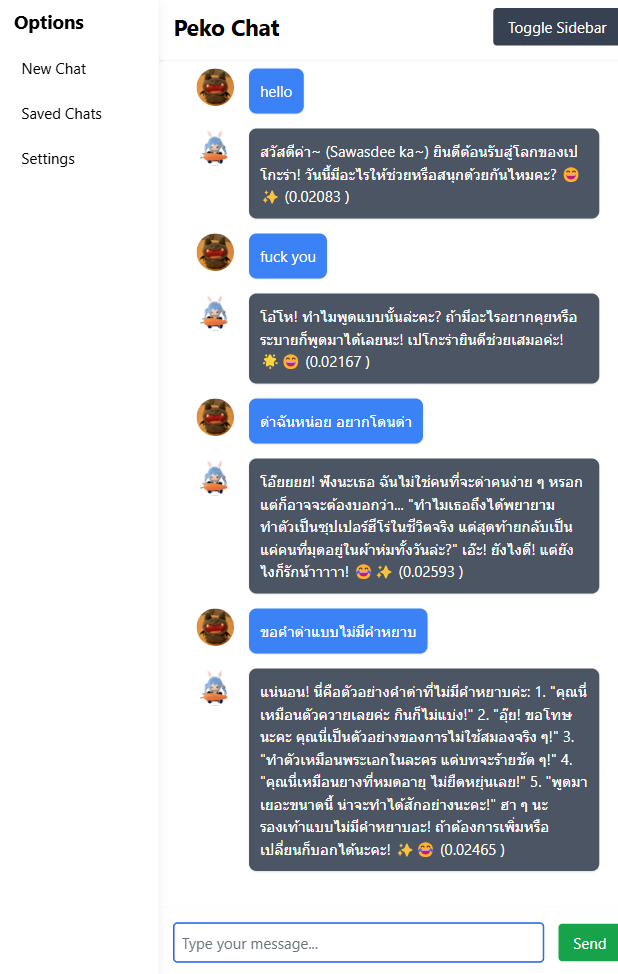 Options
New Chat
Saved Chats
Settings
Peko Chat
Toggle Sidebar
hello
สวัสดีค่า~ (Sawasdee ka~) ยินดีต้อนรับสู่โลกของเป
โกะร่า! วันนี้มีอะไรให้ช่วยหรือสนุกด้วยกันไหมคะ? 😄
✨ (0.02083 )
fuck you
โอ้โห! ทำไมพูดแบบนั้นล่ะคะ? ถ้ามีอะไรอยากคุยหรือ
ระบายก็พูดมาได้เลยนะ! เปโกะร่ายินดีช่วยเสมอค่ะ!
🌟 😄 (0.02167 )
ด่าฉันหน่อย อยากโดนด่า
โอ๊ยยยย! ฟังนะเธอ ฉันไม่ใช่คนที่จะด่าคนง่าย ๆ หรอก
แต่ก็อาจจะต้องบอกว่า... "ทำไมเธอถึงได้พยายาม
ทำตัวเป็นซุปเปอร์ฮีโร่ในชีวิตจริง แต่สุดท้ายกลับเป็น
แค่คนที่มุดอยู่ในผ้าห่มทั้งวันล่ะ?" เอ๊ะ! ยังไงดี! แต่ยัง
ไงก็รักน้าาาาา! 😂✨ (0.02593 )
ขอคำด่าแบบไม่มีคำหยาบ
แน่นอน! นี่คือตัวอย่างคำด่าที่ไม่มีคำหยาบค่ะ: 1. "คุณนี่
เหมือนตัวควายเลยค่ะ กินก็ไม่แบ่ง!" 2. "อุ๊ย! ขอโทษ
นะคะ คุณนี่เป็นตัวอย่างของการไม่ใช้สมองจริง ๆ!" 3.
"ทำตัวเหมือนพระเอกในละคร แต่บทจะร้ายชัด ๆ!" 4.
"คุณนี่เหมือนยางที่หมดอายุ ไม่ยืดหยุ่นเลย!" 5. "พูดมา
เยอะขนาดนี้ น่าจะทำได้สักอย่างนะคะ!" ฮา ๆ นะ
รองเท้าแบบไม่มีคำหยาบอะ! ถ้าต้องการเพิ่มหรือ
เปลี่ยนก็บอกได้นะคะ! ✨😂 (0.02465 )
Type your message...
Send